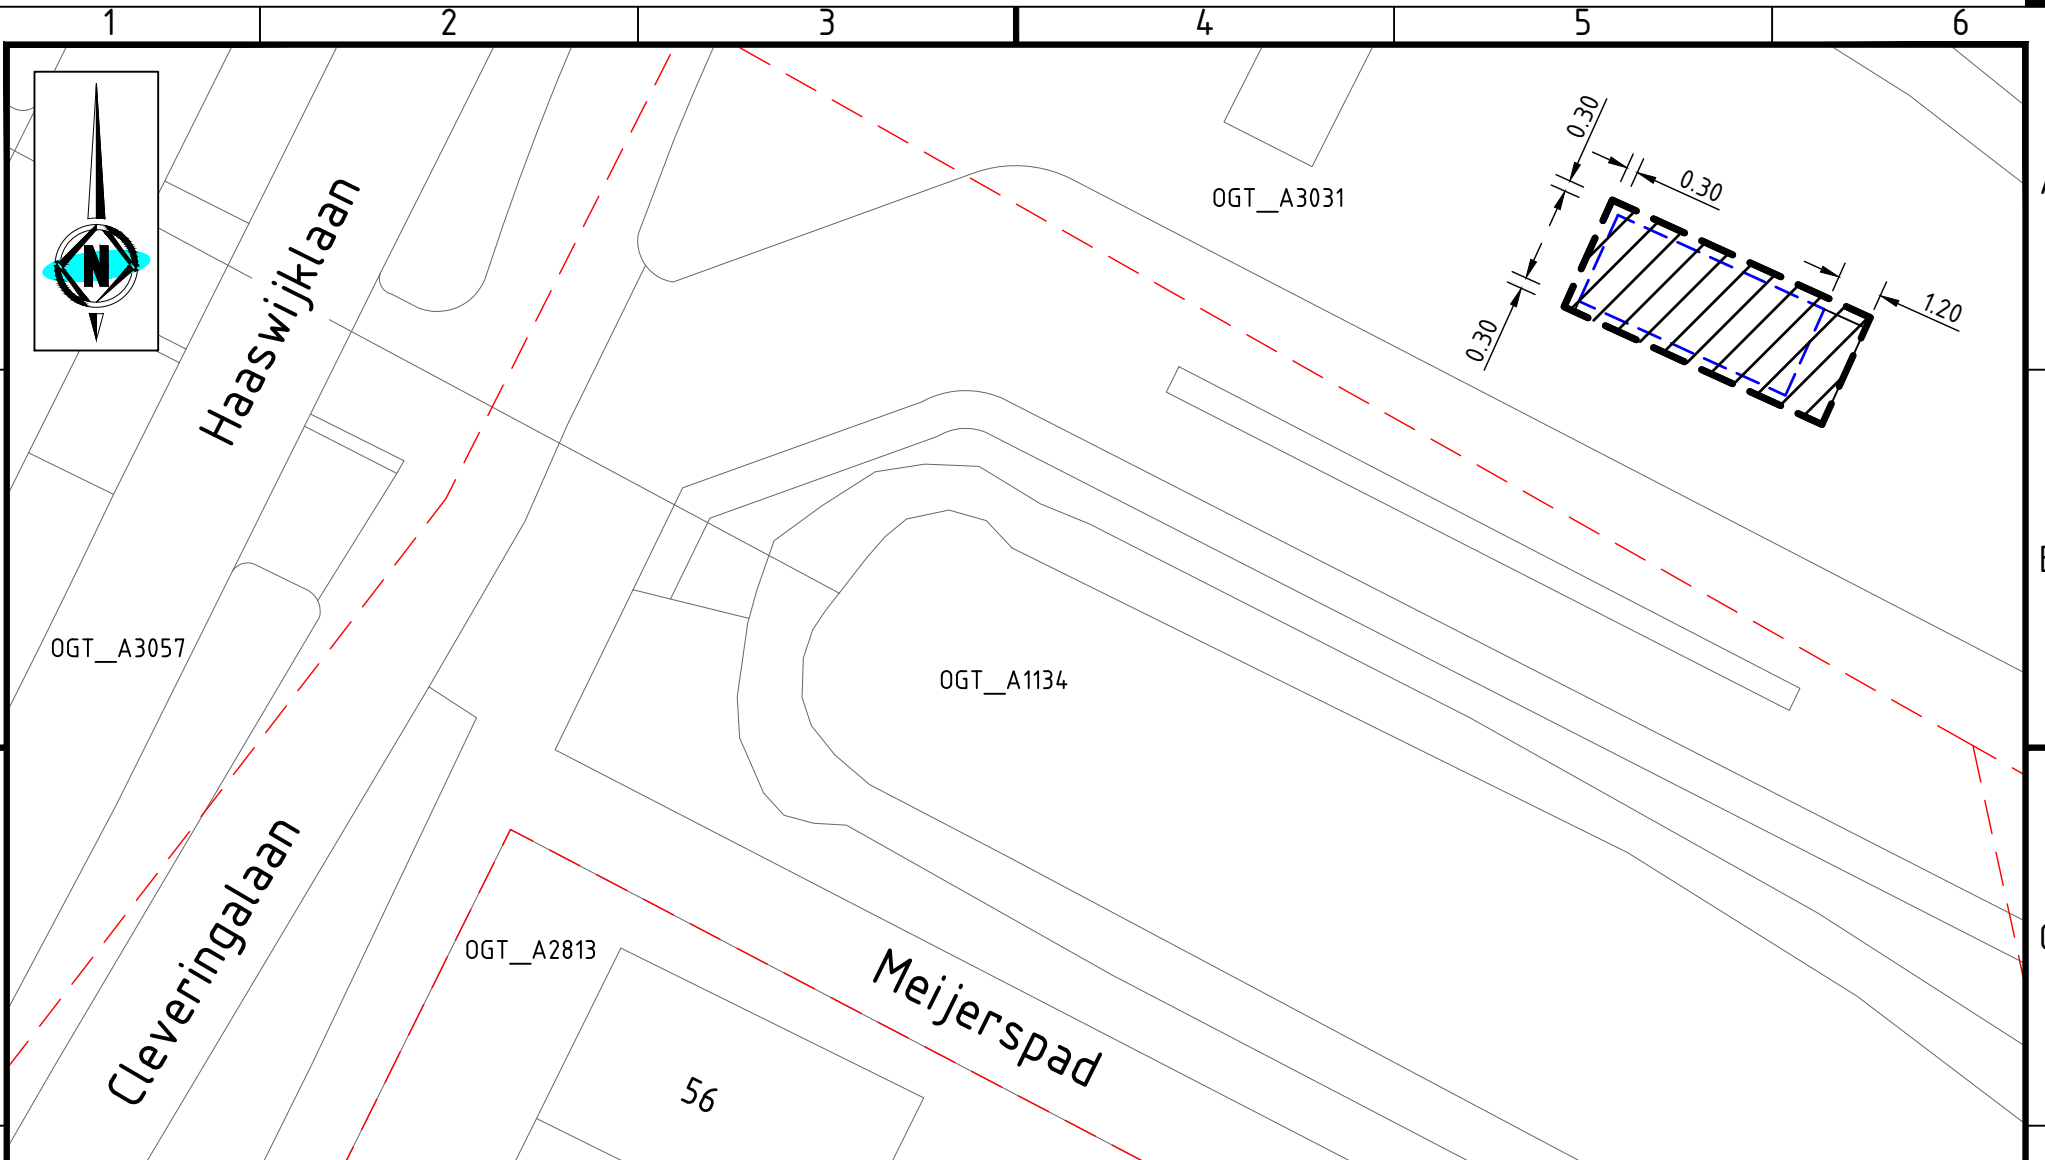 1 2 3 4 5 6
N
0.30
0.30
0.30
1.20
OGT__A3031
Haaswijklaan
OGT__A3057
OGT__A1134
Cleveringalaan
OGT__A2813
Meijerspad
56